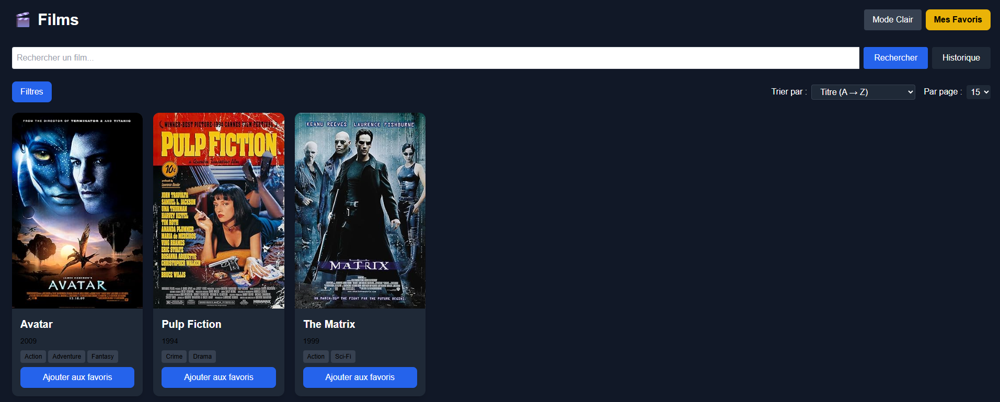 Films
Mode Clair
Mes Favoris
Rechercher un film...
Rechercher
Historique
Filtres
Trier par :
Titre (A → Z)
Par page :
15
FROM THE DIRECTOR OF TERMINATOR 2 AND TITANIC
JAMES CAMERON'S
AVATAR
12.18.09
WINNER-BEST PICTURE-1994 CANNES FILM FESTIVAL
PULP FICTION
a Quentin Tarantino film
10¢
produced by
Lawrence Bender
JOHN TRAVOLTA
SAMUEL L. JACKSON
UMA THURMAN
HARVEY KEITEL
TIM ROTH
AMANDA PLUMMER
MARIA de MEDEIROS
VING RHAMES
ERIC STOLTZ
ROSANNA ARQUETTE
CHRISTOPHER WALKEN
and
BRUCE WILLIS
MIRAMAX
KEANU REEVES LAURENCE FISHBURNE
THE
MATRIX
ON MARCH 31ST THE FIGHT FOR THE FUTURE BEGINS.
Avatar
2009
Action
Adventure
Fantasy
Ajouter aux favoris
Pulp Fiction
1994
Crime
Drama
Ajouter aux favoris
The Matrix
1999
Action
Sci-Fi
Ajouter aux favoris